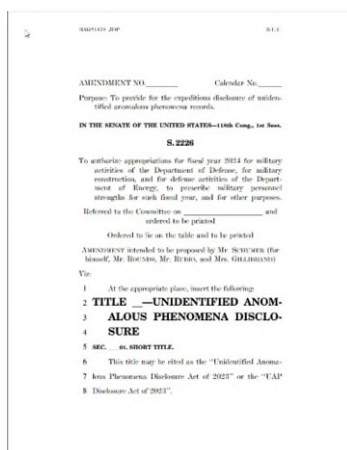 S.L.C.
AMENDMENT NO.________ Calendar No.______
Purpose: To provide for the expeditious disclosure of uniden-
tified anomalous phenomena records.
IN THE SENATE OF THE UNITED STATES—118th Cong., 1st Sess.
S. 2226
To authorize appropriations for fiscal year 2024 for military
activities of the Department of Defense, for military
construction, and for defense activities of the Depart-
ment of Energy, to prescribe military personnel
strengths for such fiscal year, and for other purposes.
Referred to the Committee on ______________ and
ordered to be printed
Ordered to lie on the table and to be printed
AMENDMENT intended to be proposed by Mr. SCHUMER (for
himself, Mr. ROUNDS, Mr. RUBIO, and Mrs. GILLIBRAND)
Viz:
1 At the appropriate place, insert the following:
2 TITLE __—UNIDENTIFIED ANOM-
3 ALOUS PHENOMENA DISCLO-
4 SURE
5 SEC. __01. SHORT TITLE.
6 This title may be cited as the "Unidentified Anoma-
7 lous Phenomena Disclosure Act of 2023" or the "UAP
8 Disclosure Act of 2023".